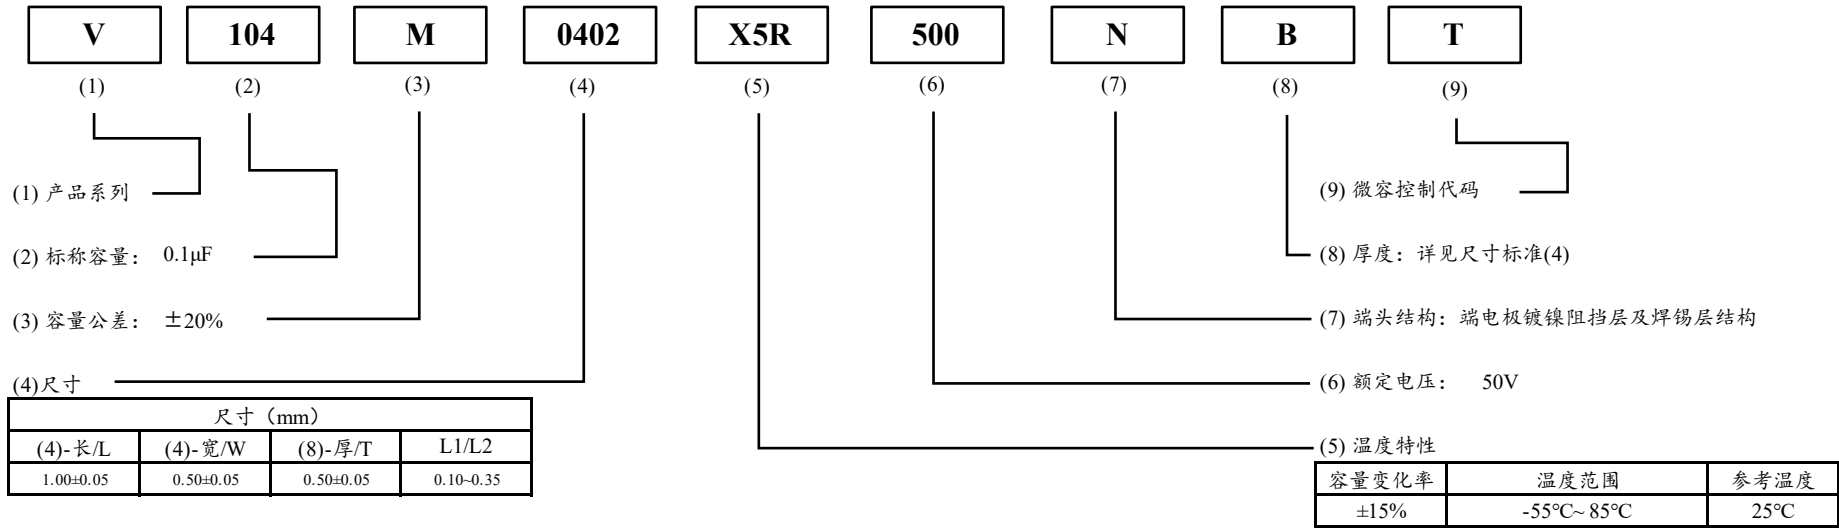 V 104 M 0402 X5R 500 N B T
(1) (2) (3) (4) (5) (6) (7) (8) (9)
(1) 产品系列
(9) 微容控制代码
(2) 标称容量： 0.1μF
(8) 厚度：详见尺寸标准(4)
(3) 容量公差： ±20%
(7) 端头结构：端电极镀镍阻挡层及焊锡层结构
(4)尺寸
(6) 额定电压： 50V
尺寸（mm）
(4)-长/L (4)-宽/W (8)-厚/T L1/L2
1.00±0.05 0.50±0.05 0.50±0.05 0.10~0.35
(5) 温度特性
容量变化率 温度范围 参考温度
±15% -55℃~ 85℃ 25℃